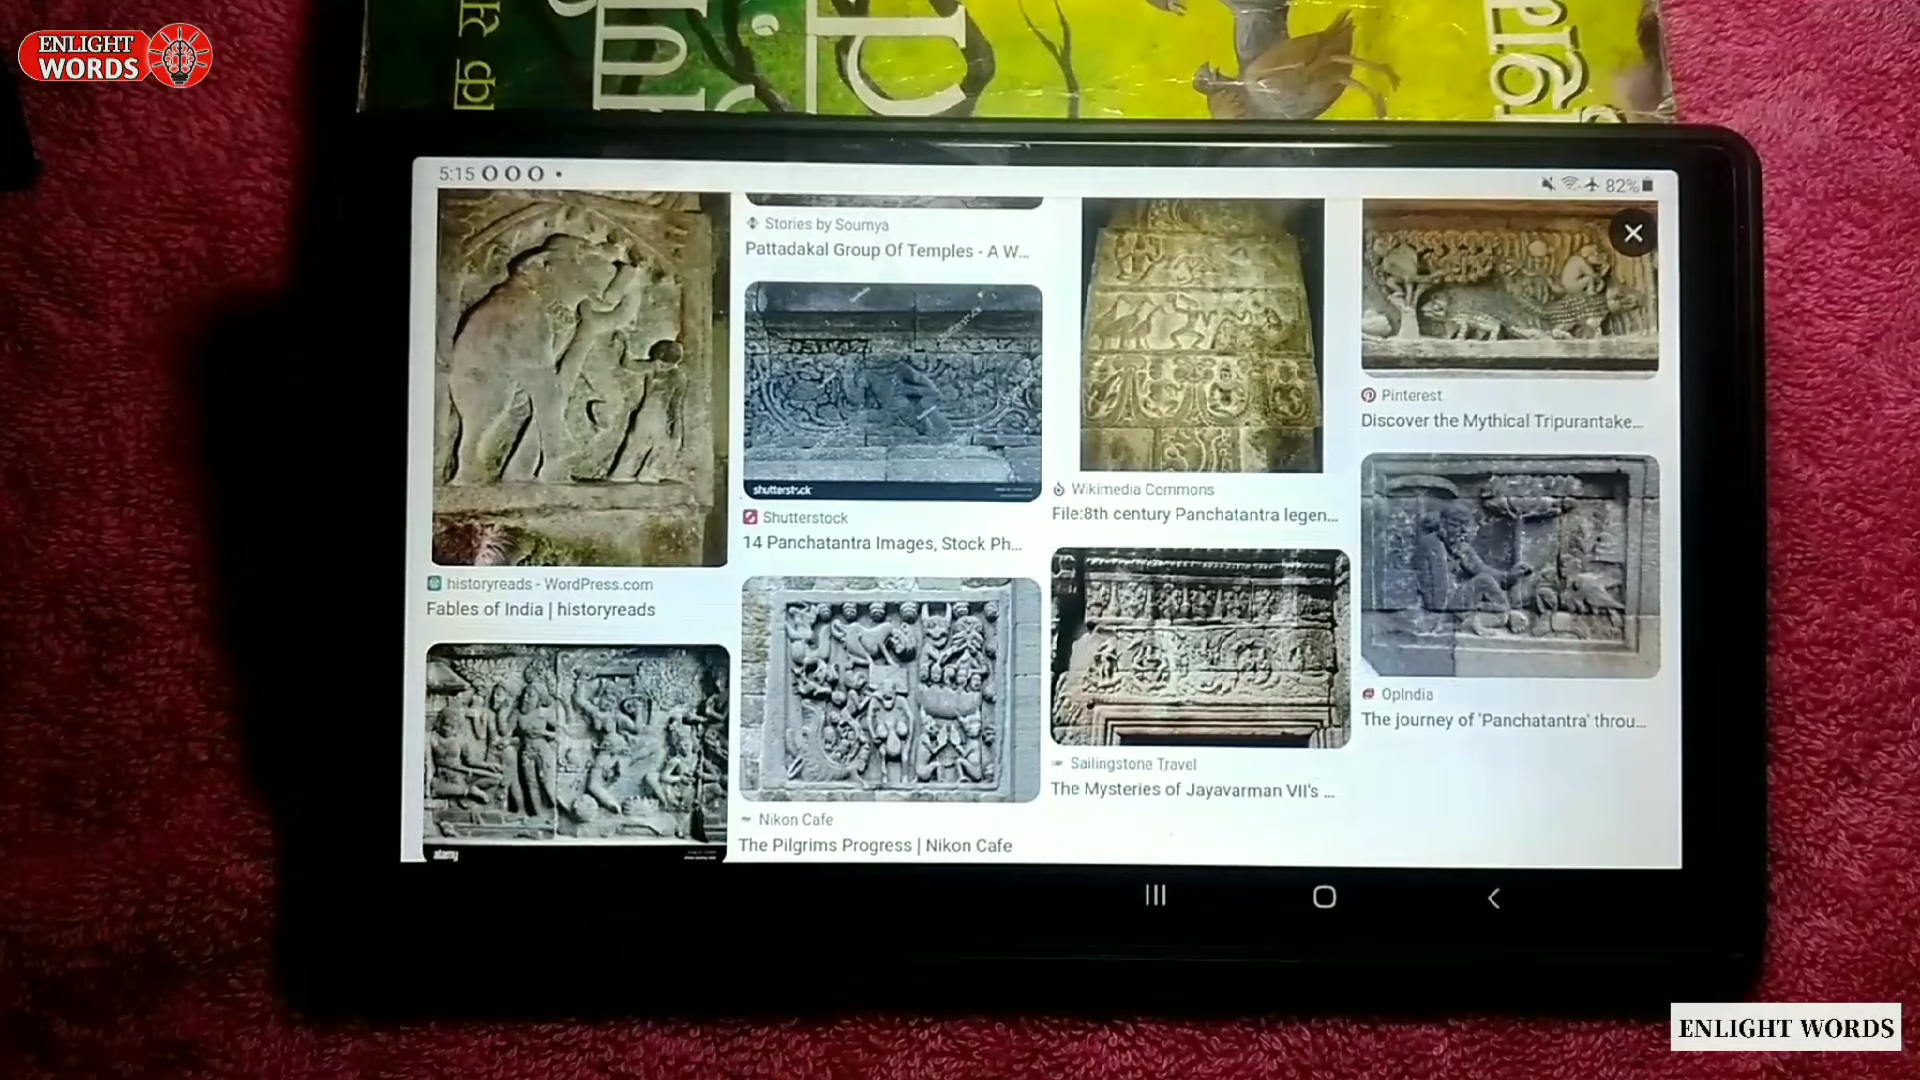 ENLIGHT
WORDS
क स
5:15
82%
Stories by Soumya
Pattadakal Group Of Temples - A W...
Pinterest
Discover the Mythical Tripurantake...
shutterstock
Wikimedia Commons
File:8th century Panchatantra legen...
Shutterstock
14 Panchatantra Images, Stock Ph...
historyreads - WordPress.com
Fables of India | historyreads
OpIndia
The journey of 'Panchatantra' throu...
Sailingstone Travel
The Mysteries of Jayavarman VII's ...
Nikon Cafe
The Pilgrims Progress | Nikon Cafe
alamy
ENLIGHT WORDS